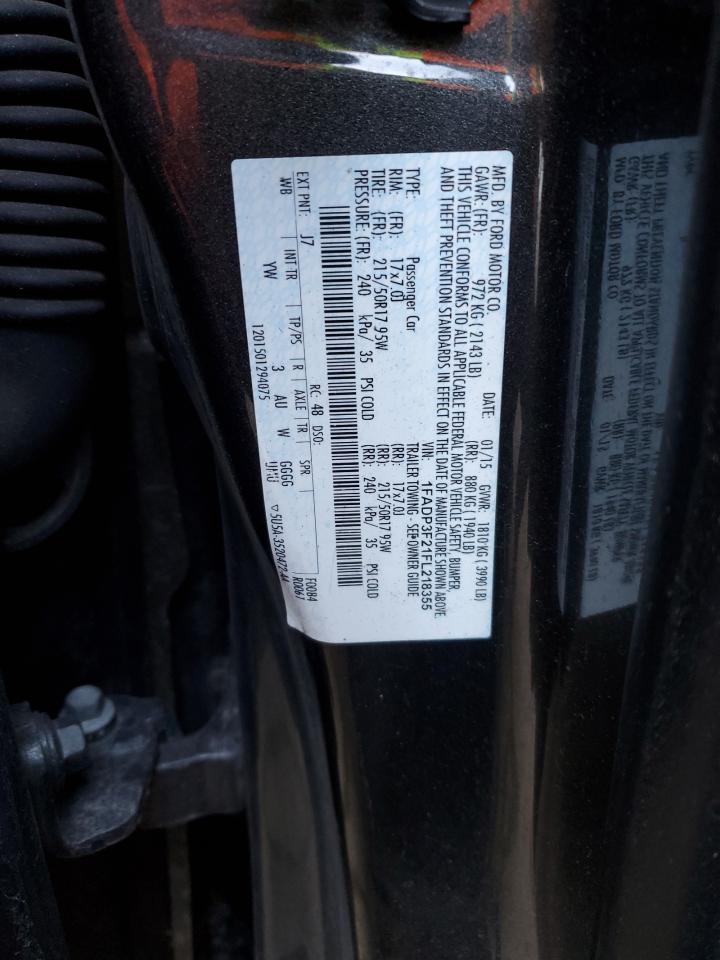 MFD. BY FORD MOTOR CO.
DATE: 01/15 GVWR: 1810 KG ( 3990 LB)
GAWR: (FR): 972 KG ( 2143 LB) (RR): 880 KG ( 1940 LB)
THIS VEHICLE CONFORMS TO ALL APPLICABLE FEDERAL MOTOR VEHICLE SAFETY, BUMPER,
AND THEFT PREVENTION STANDARDS IN EFFECT ON THE DATE OF MANUFACTURE SHOWN ABOVE.
VIN: 1FADP3F21FL218355
TYPE: Passenger Car TRAILER TOWING - SEE OWNER GUIDE
RIM: (FR): 17x7.0J (RR): 17x7.0J
TIRE: (FR): 215/50R17 95W (RR): 215/50R17 95W
PRESSURE: (FR): 240 kPa/ 35 PSI COLD (RR): 240 kPa/ 35 PSI COLD
EXT PNT: J7 RC: 48 DSO: F0084
WB INT TR TP/PS R AXLE TR SPR R0061
YW 3 AU W GGGG
1201501294075 ▽ 5U5A-3520472-AA